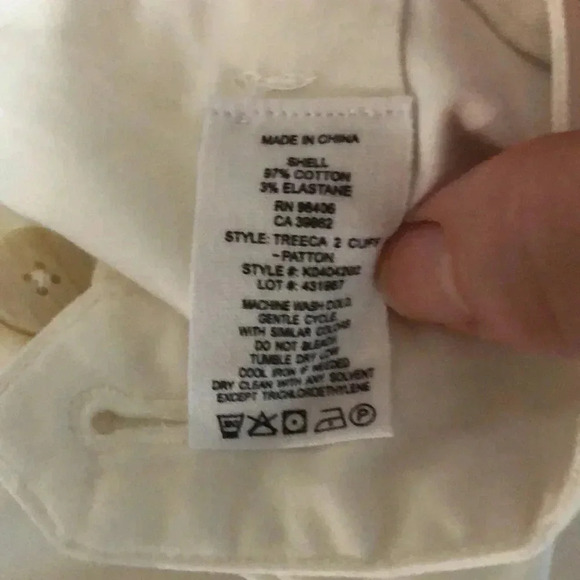 MADE IN CHINA
SHELL
97% COTTON
3% ELASTANE
RN 98406
CA 39882
STYLE: TREECA 2 CUFF
-PATTON
STYLE #: K0404202
LOT #: 431987
MACHINE WASH COLD
GENTLE CYCLE
WITH SIMILAR COLORS
DO NOT BLEACH
TUMBLE DRY LOW
COOL IRON IF NEEDED
DRY CLEAN WITH ANY SOLVENT
EXCEPT TRICHLOROETHYLENE
P